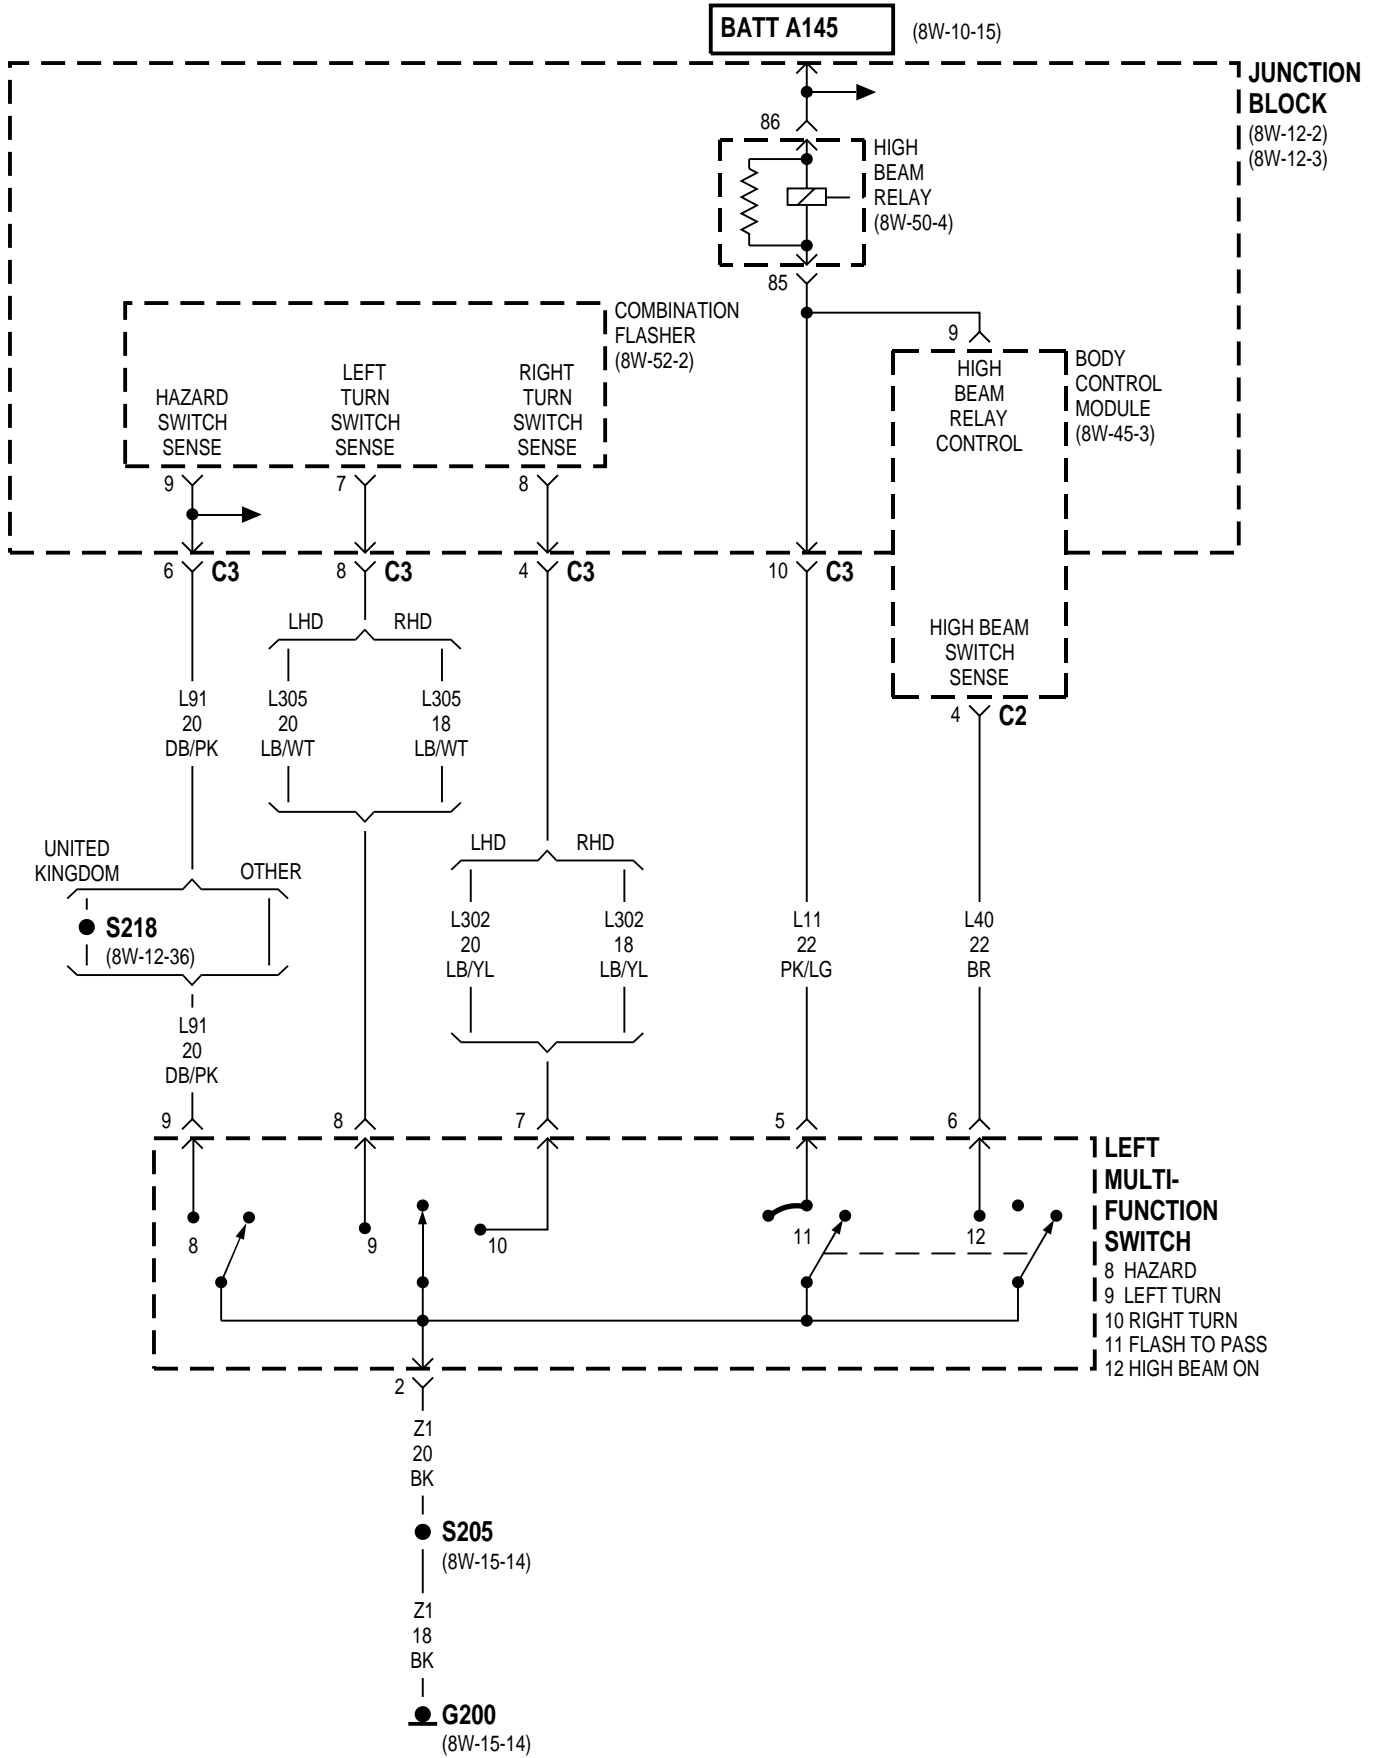 BATT A145
(8W-10-15)
JUNCTION
BLOCK
(8W-12-2)
(8W-12-3)
86
HIGH
BEAM
RELAY
(8W-50-4)
85
COMBINATION
FLASHER
(8W-52-2)
HAZARD
SWITCH
SENSE
LEFT
TURN
SWITCH
SENSE
RIGHT
TURN
SWITCH
SENSE
9
HIGH
BEAM
RELAY
CONTROL
BODY
CONTROL
MODULE
(8W-45-3)
9
7
8
6 C3
8 C3
4 C3
10 C3
HIGH BEAM
SWITCH
SENSE
4 C2
LHD RHD
L91
20
DB/PK
L305
20
LB/WT
L305
18
LB/WT
UNITED
KINGDOM
OTHER
S218
(8W-12-36)
LHD RHD
L302
20
LB/YL
L302
18
LB/YL
L11
22
PK/LG
L40
22
BR
L91
20
DB/PK
9
8
7
5
6
LEFT
MULTI-
FUNCTION
SWITCH
8 HAZARD
9 LEFT TURN
10 RIGHT TURN
11 FLASH TO PASS
12 HIGH BEAM ON
8
9
10
11
12
2
Z1
20
BK
S205
(8W-15-14)
Z1
18
BK
G200
(8W-15-14)